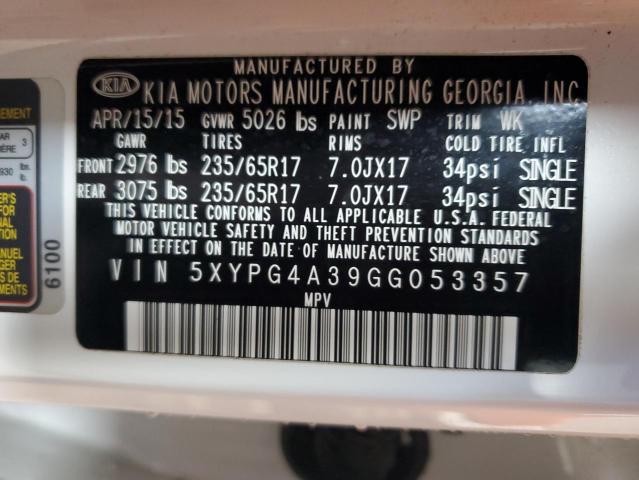 MANUFACTURED BY
KIA KIA MOTORS MANUFACTURING GEORGIA, INC.
APR/15/15 GVWR 5026 lbs PAINT SWP TRIM WK
GAWR TIRES RIMS COLD TIRE INFL
FRONT 2976 lbs 235/65R17 7.0JX17 34psi SINGLE
REAR 3075 lbs 235/65R17 7.0JX17 34psi SINGLE
THIS VEHICLE CONFORMS TO ALL APPLICABLE U.S.A. FEDERAL
MOTOR VEHICLE SAFETY AND THEFT PREVENTION STANDARDS
IN EFFECT ON THE DATE OF MANUFACTURE SHOWN ABOVE.
VIN 5XYPG4A39GG053357
MPV
6100
3
930 lbs.